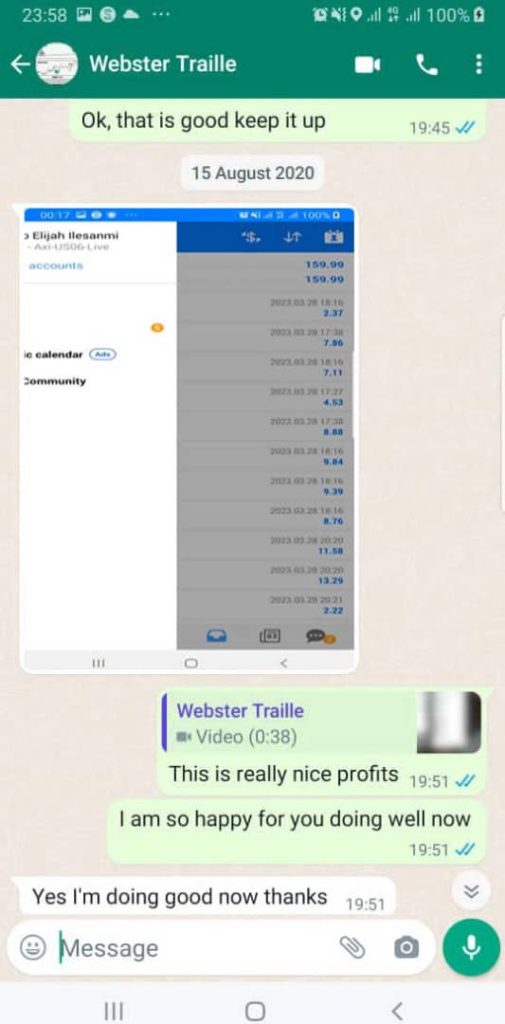 23:58
4G
100%
Webster Traille
Ok, that is good keep it up
19:45
15 August 2020
00:17
100%
Elijah Ilesanmi
- Axi-US06-Live
accounts
159.99
159.99
2023.03.28 18:16
2.37
2023.03.28 17:38
7.86
2023.03.28 18:16
7.11
2023.03.28 17:27
4.53
2023.03.28 17:38
8.88
2023.03.28 18:16
9.84
2023.03.28 18:16
9.39
2023.03.28 18:16
8.76
2023.03.28 20:20
11.58
2023.03.28 20:20
13.29
2023.03.28 20:21
2.22
ic calendar
Ads
Community
Webster Traille
Video (0:38)
This is really nice profits
19:51
I am so happy for you doing well now
19:51
Yes I'm doing good now thanks
19:51
Message